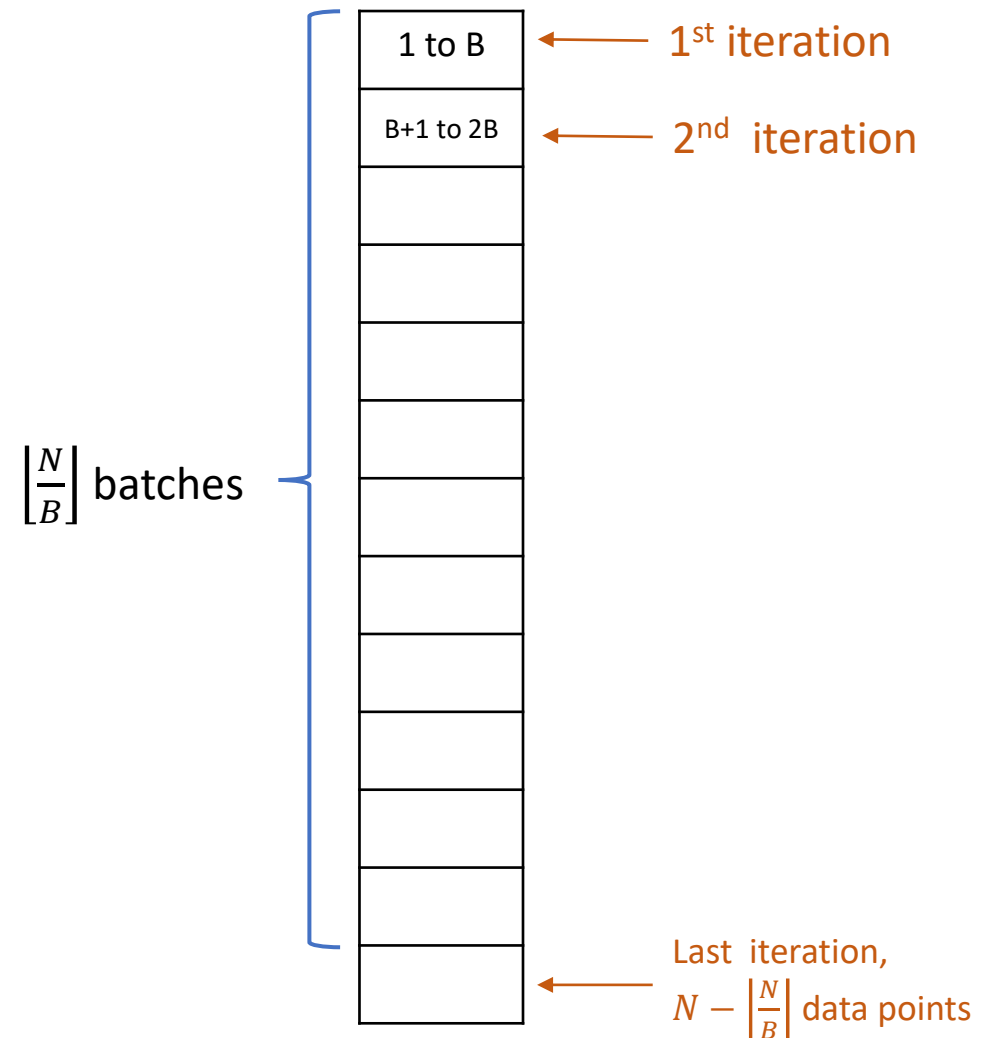 1 to B
1st iteration
B+1 to 2B
2nd iteration
⌊N/B⌋ batches
Last iteration,
N − ⌊N/B⌋ data points